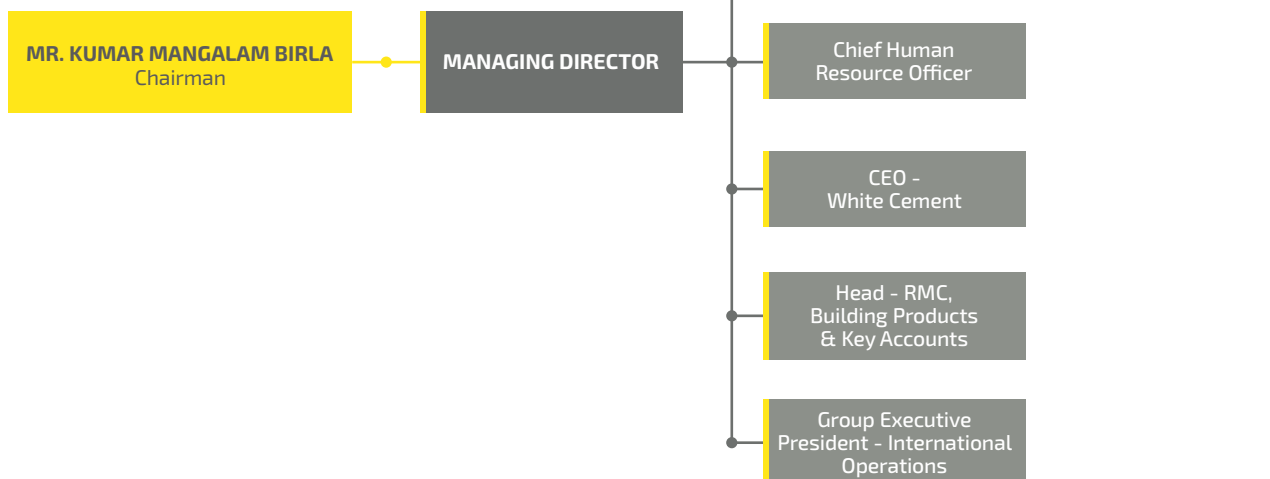 MR. KUMAR MANGALAM BIRLA
Chairman
MANAGING DIRECTOR
Chief Human
Resource Officer
CEO -
White Cement
Head - RMC,
Building Products
& Key Accounts
Group Executive
President - International
Operations